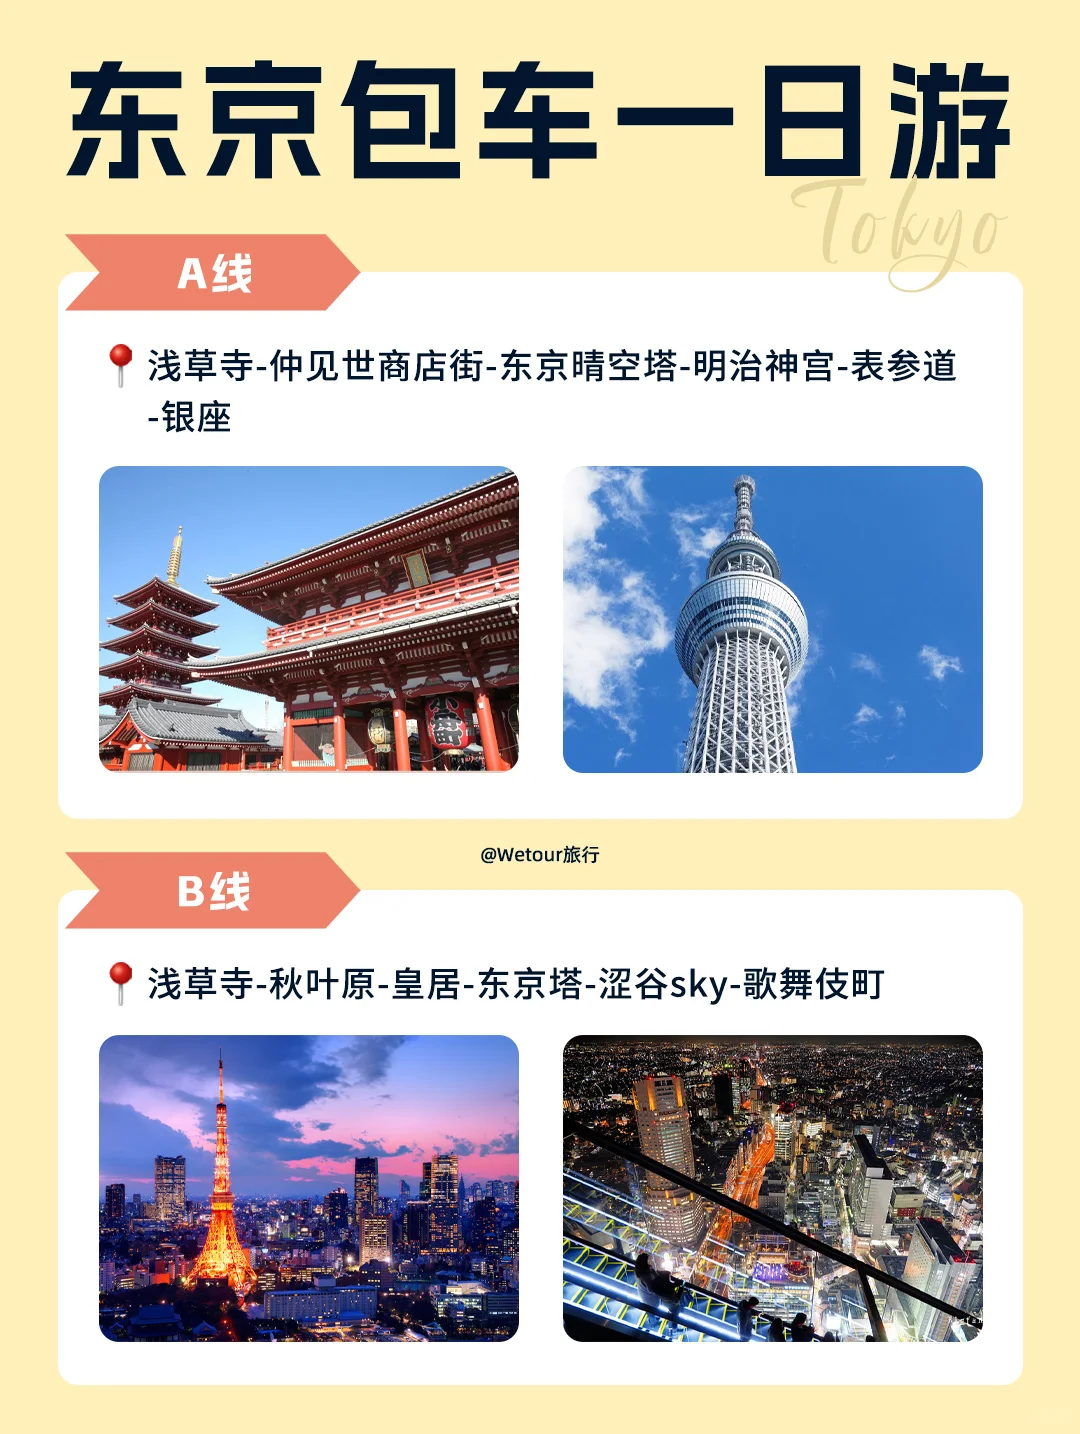 东京包车一日游
Tokyo
A线
浅草寺-仲见世商店街-东京晴空塔-明治神宫-表参道
-银座
小舟町
@Wetour旅行
B线
浅草寺-秋叶原-皇居-东京塔-涩谷sky-歌舞伎町